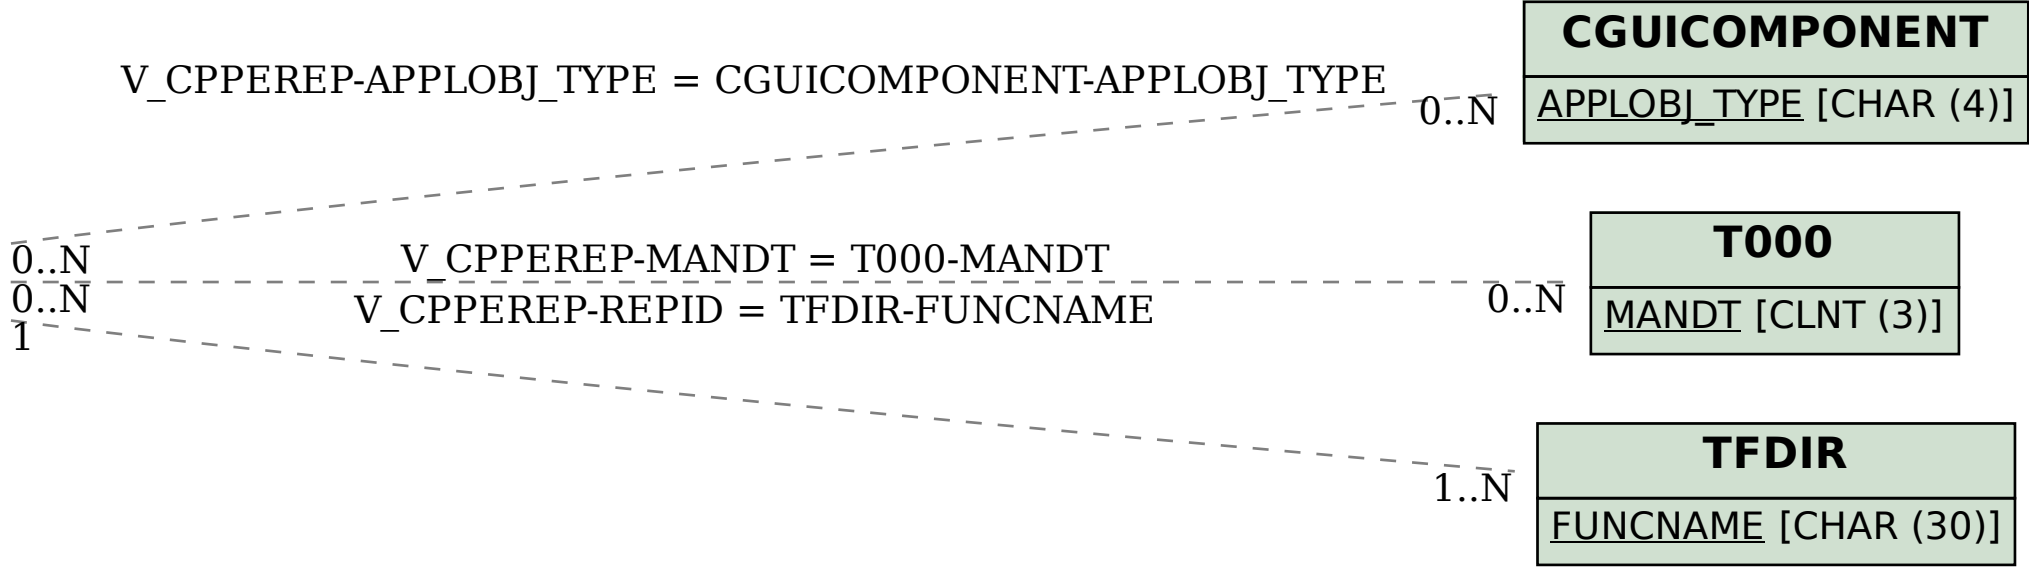 CGUICOMPONENT
V_CPPEREP-APPLOBJ_TYPE = CGUICOMPONENT-APPLOBJ_TYPE
0..N
APPLOBJ_TYPE [CHAR (4)]
T000
0..N
V_CPPEREP-MANDT = T000-MANDT
0..N
0..N
MANDT [CLNT (3)]
V_CPPEREP-REPID = TFDIR-FUNCNAME
1
TFDIR
1..N
FUNCNAME [CHAR (30)]